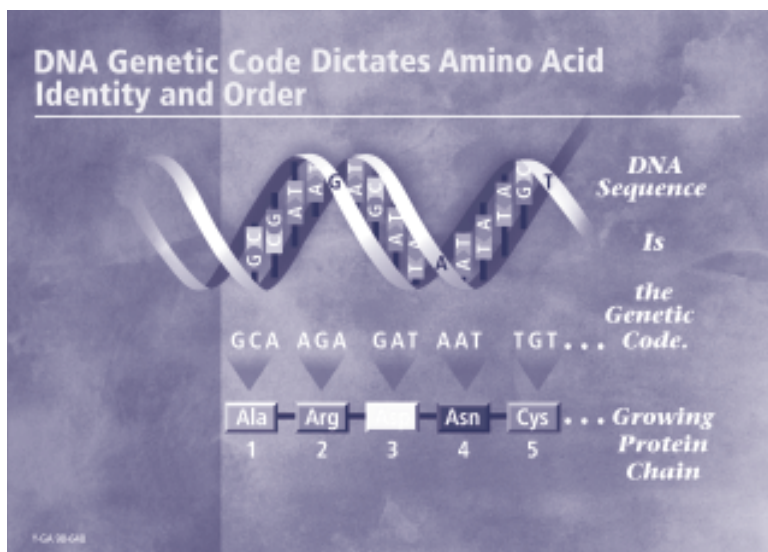 DNA Genetic Code Dictates Amino Acid
Identity and Order
DNA
Sequence
Is
the
Genetic
Code.
GCA AGA GAT AAT TGT...
Ala Arg Asn Cys ... Growing
Protein
Chain
1 2 3 4 5